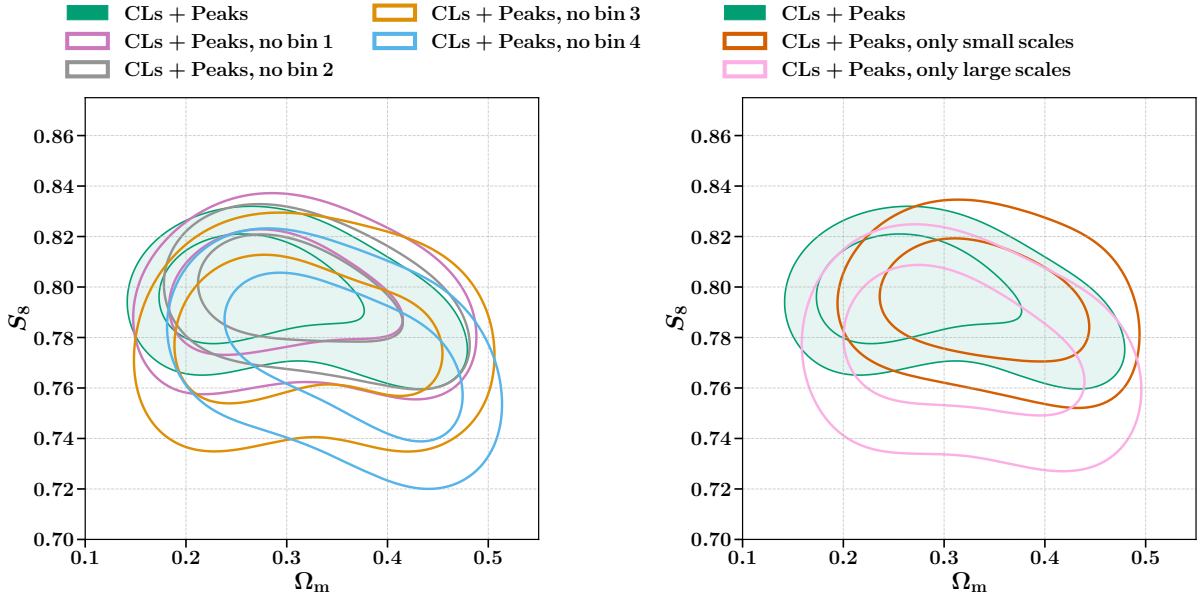 CLs + Peaks
CLs + Peaks, no bin 1
CLs + Peaks, no bin 2
CLs + Peaks, no bin 3
CLs + Peaks, no bin 4
S8
0.86
0.84
0.82
0.80
0.78
0.76
0.74
0.72
0.70
0.1 0.2 0.3 0.4 0.5
Ωm
CLs + Peaks
CLs + Peaks, only small scales
CLs + Peaks, only large scales
S8
0.86
0.84
0.82
0.80
0.78
0.76
0.74
0.72
0.70
0.1 0.2 0.3 0.4 0.5
Ωm